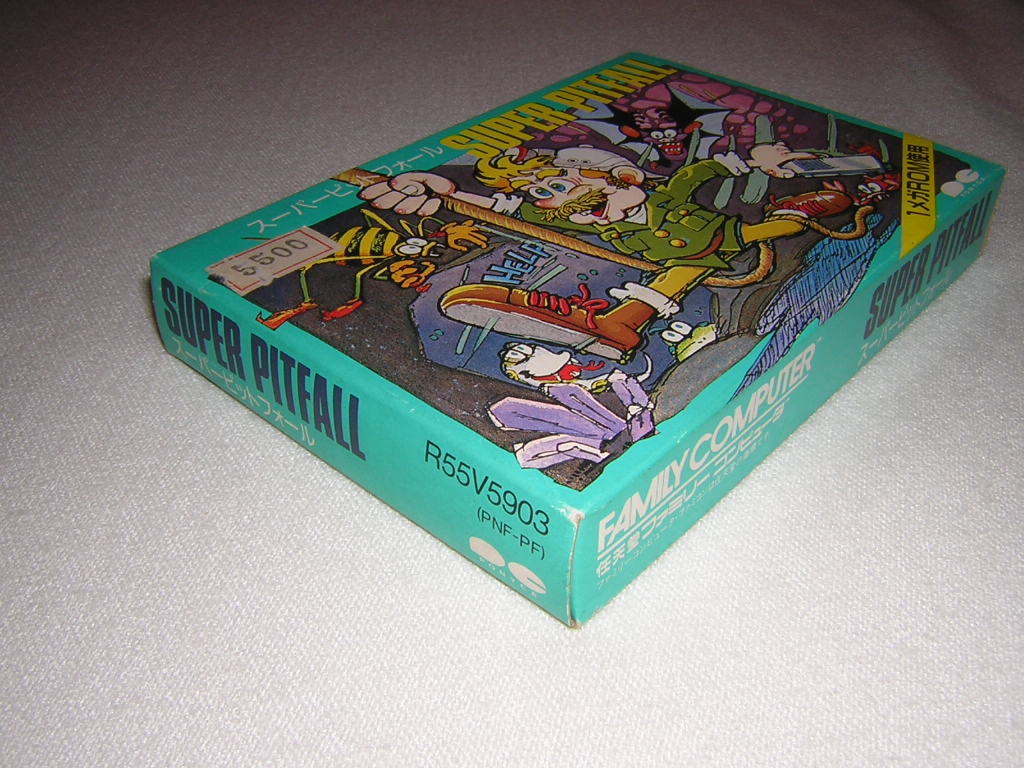 SUPER PITFALL
スーパーピットフォール
5500
HELP
1メガROM使用
SUPER PITFALL
スーパーピットフォール
R55V5903
(PNF-PF)
PONYCA
SUPER PITFALL
スーパーピットフォール
FAMILY COMPUTER™
任天堂 ファミリーコンピュータ